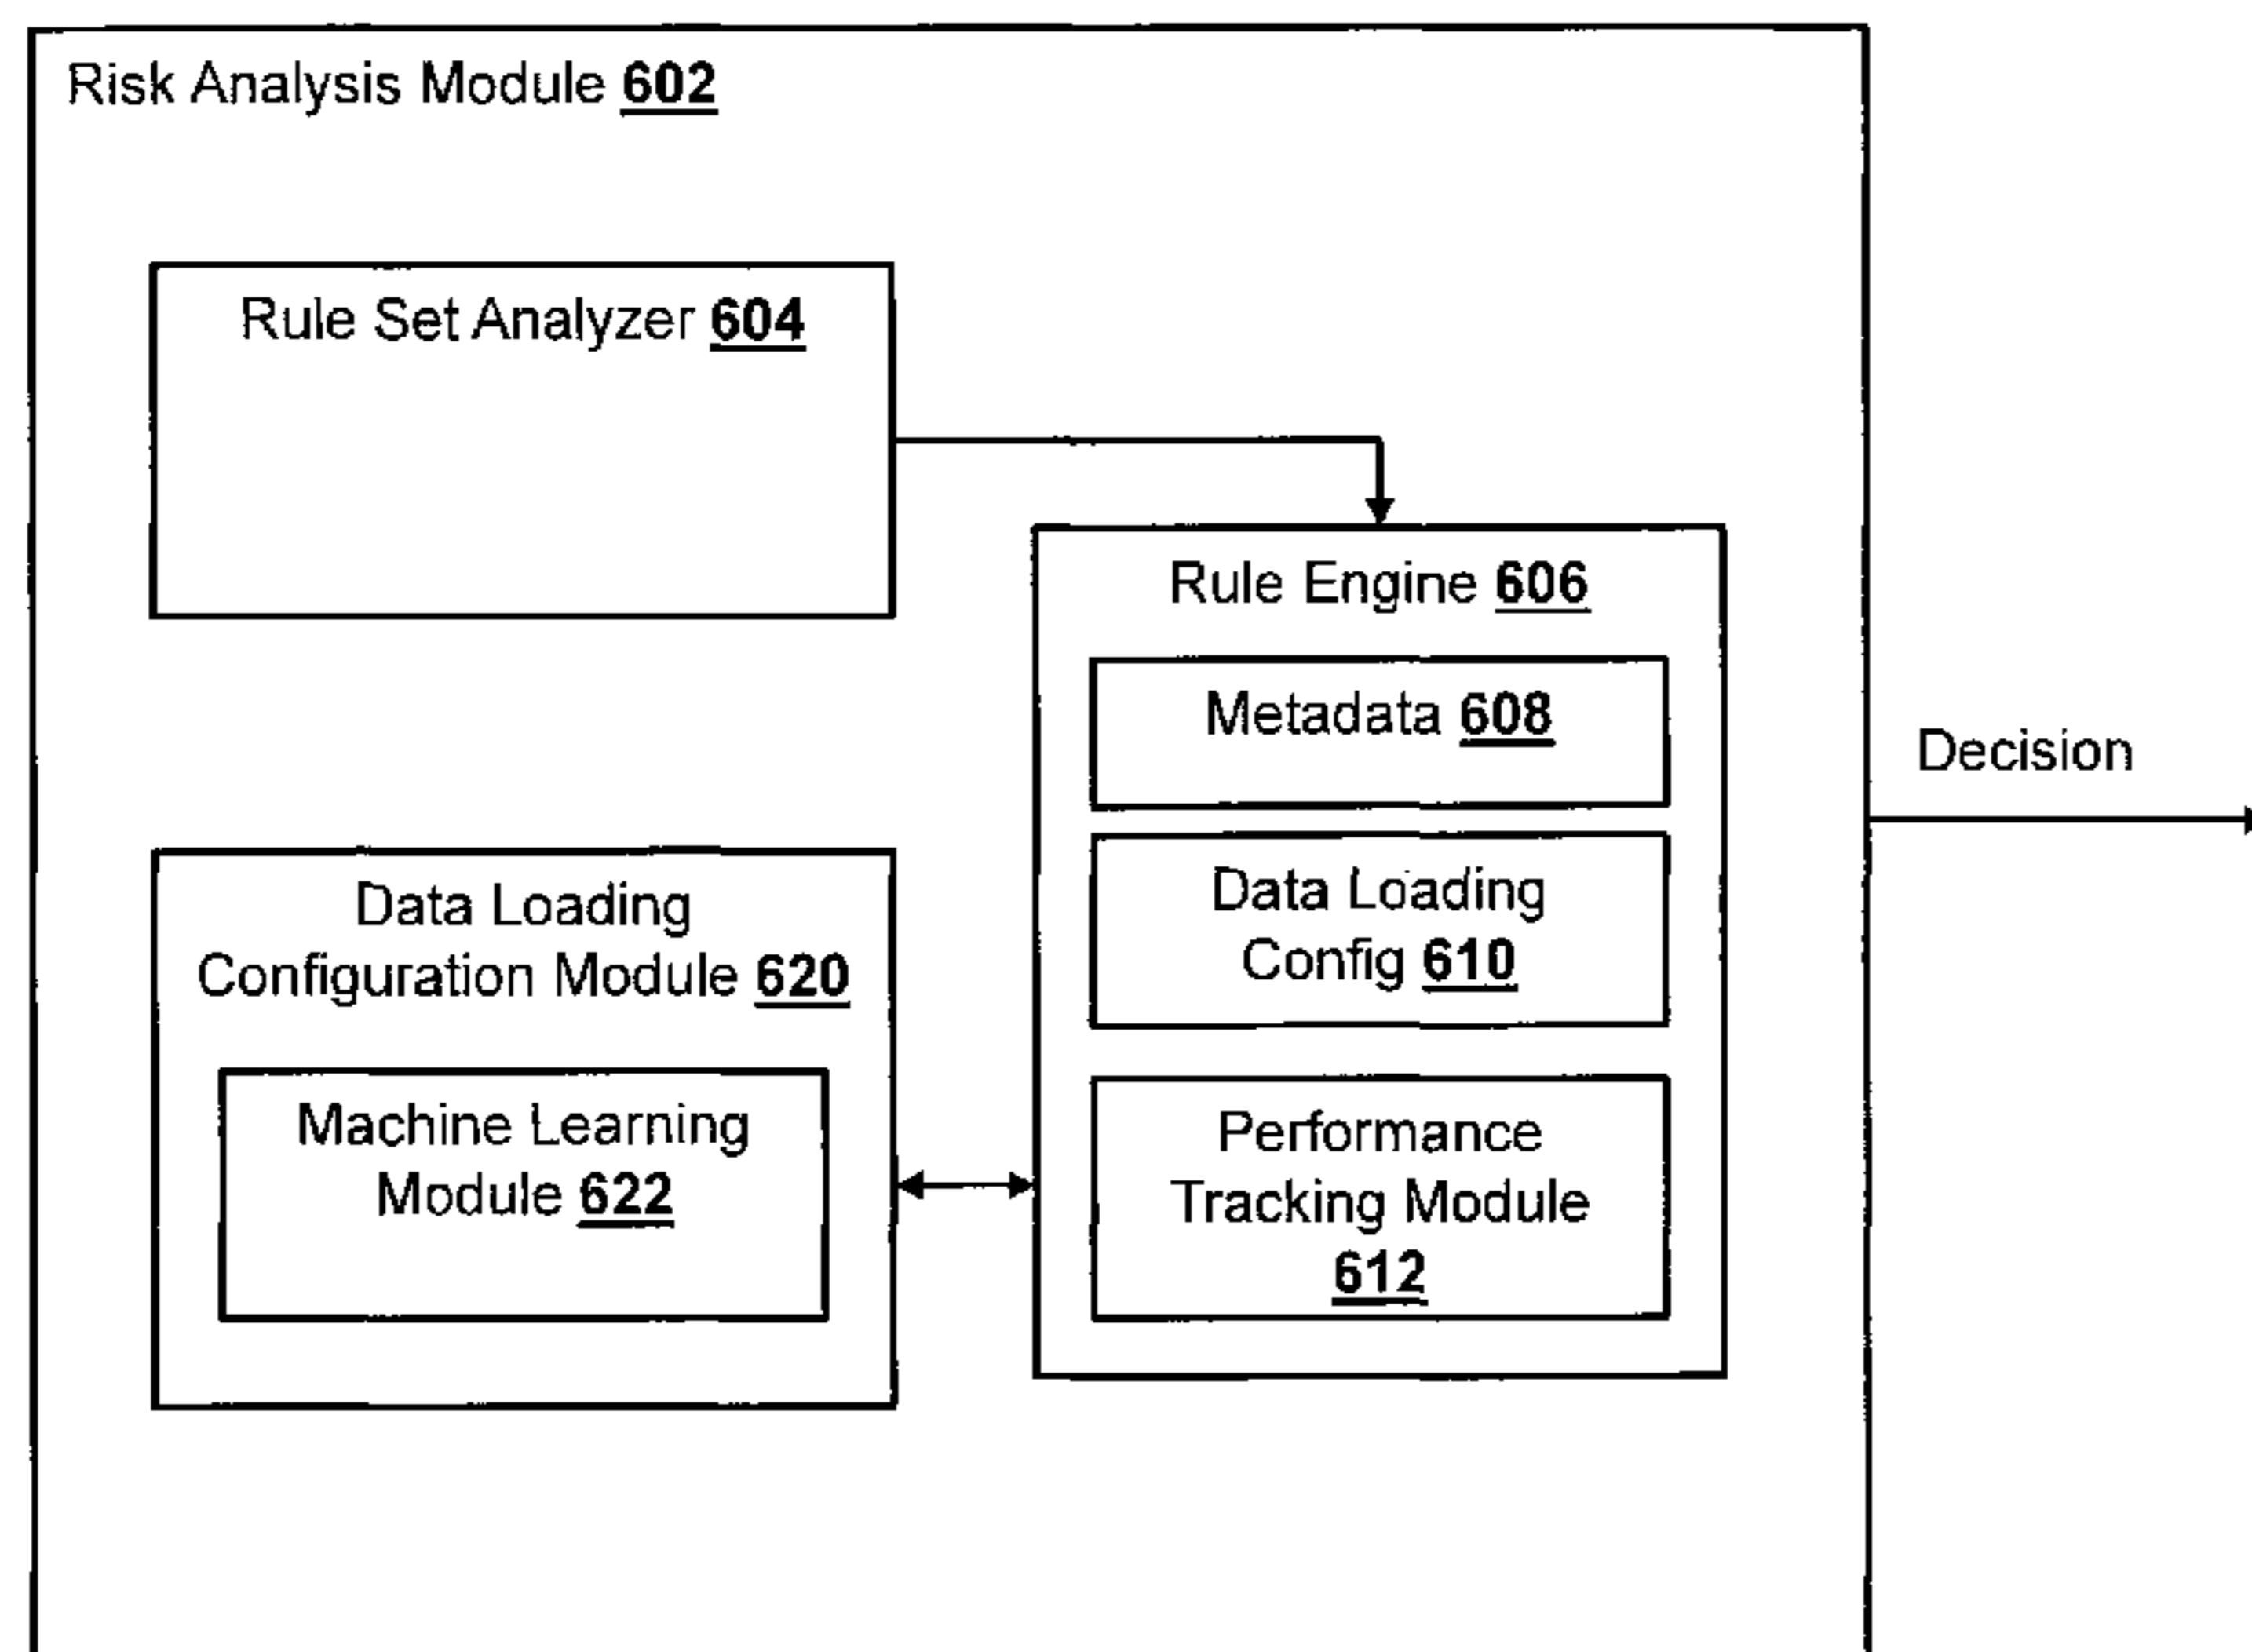 Risk Analysis Module 602
Rule Set Analyzer 604
Rule Engine 606
Metadata 608
Decision
Data Loading
Config 610
Data Loading
Configuration Module 620
Machine Learning
Module 622
Performance
Tracking Module
612